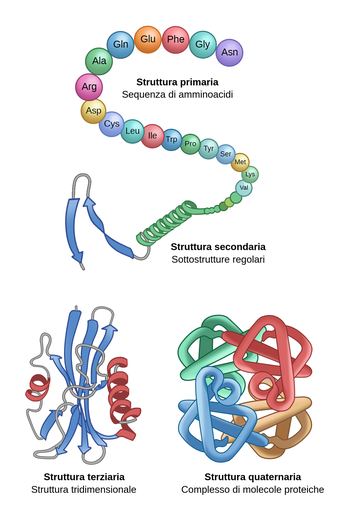 Asn
Gly
Phe
Glu
Gln
Ala
Arg
Asp
Cys
Leu
Ile
Trp
Pro
Tyr
Ser
Met
Lys
Val
Struttura primaria
Sequenza di amminoacidi
Struttura secondaria
Sottostrutture regolari
Struttura terziaria
Struttura tridimensionale
Struttura quaternaria
Complesso di molecole proteiche